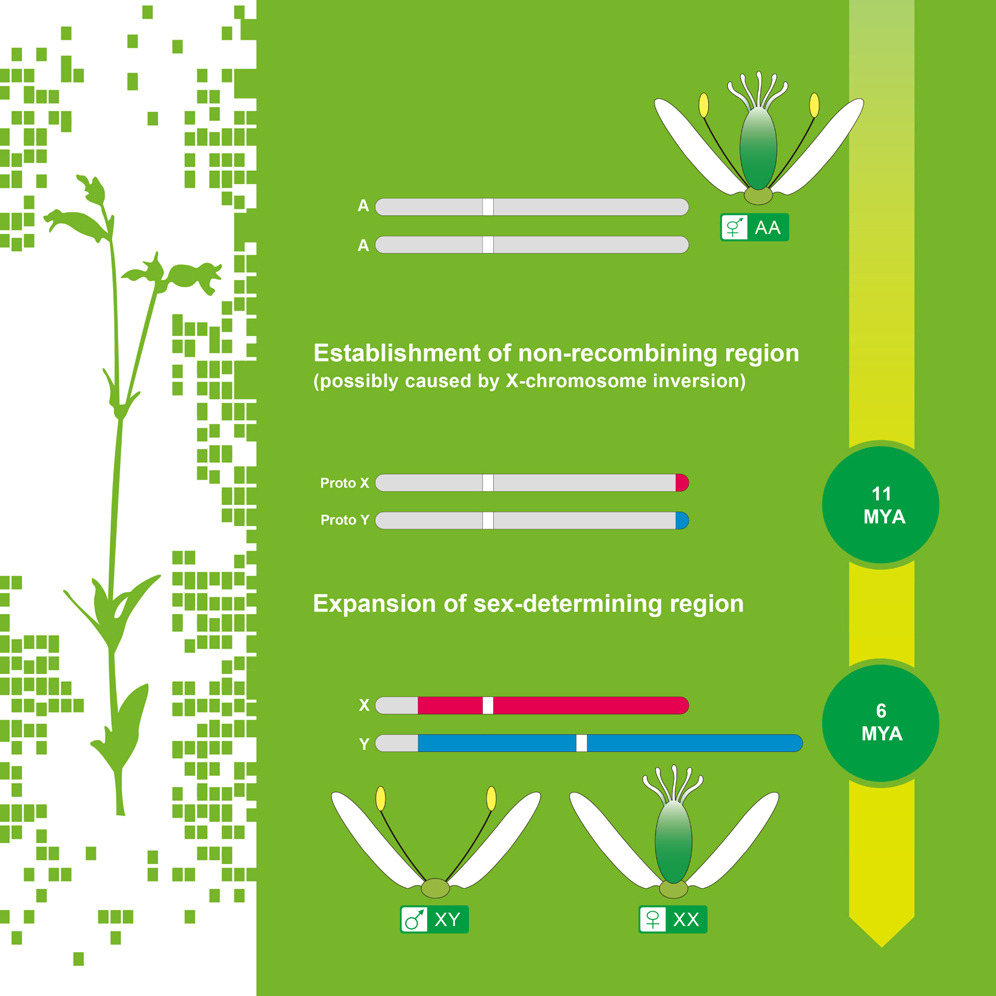 A
A
AA
Establishment of non-recombining region
(possibly caused by X-chromosome inversion)
Proto X
Proto Y
11
MYA
Expansion of sex-determining region
X
Y
6
MYA
XY
XX